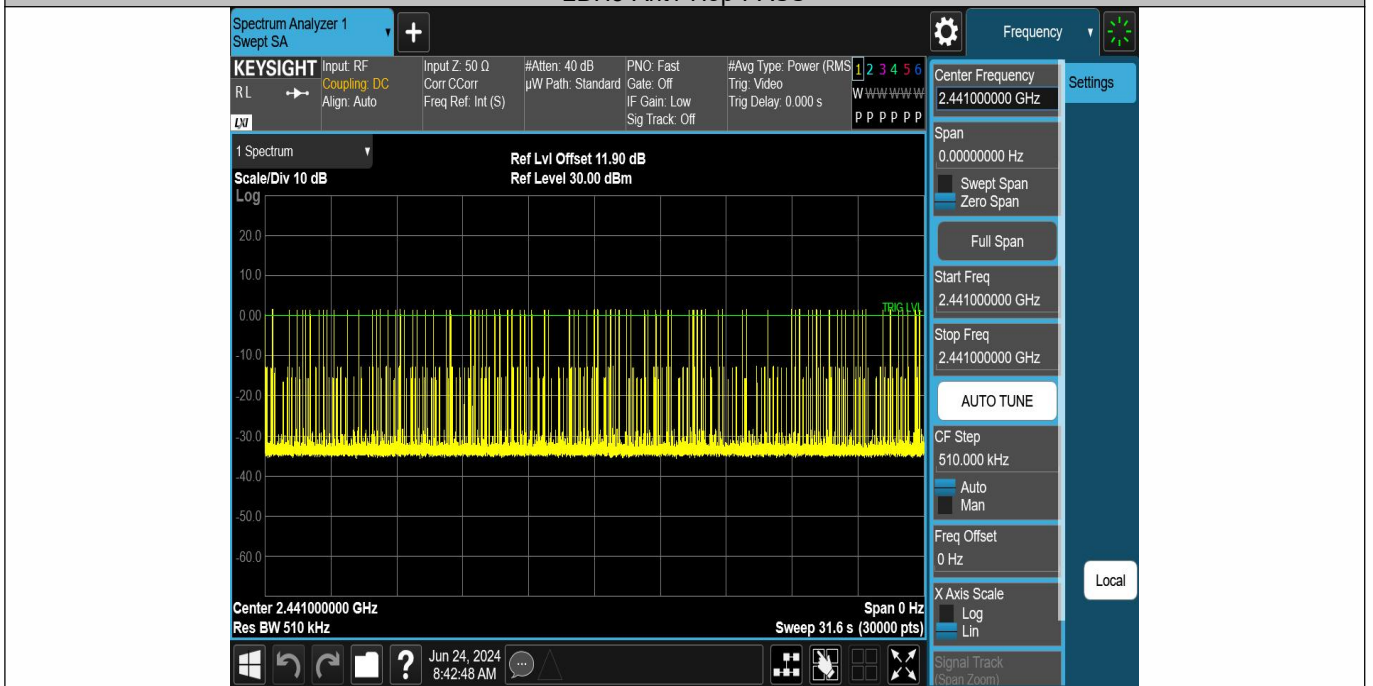 Spectrum Analyzer 1
Swept SA
Frequency
KEYSIGHT
RL
LXI
Input: RF
Coupling: DC
Align: Auto
Input Z: 50 Ω
Corr CCorr
Freq Ref: Int (S)
#Atten: 40 dB
µW Path: Standard
PNO: Fast
Gate: Off
IF Gain: Low
Sig Track: Off
#Avg Type: Power (RMS
Trig: Video
Trig Delay: 0.000 s
1 2 3 4 5 6
W W W W W W
P P P P P P
1 Spectrum
Scale/Div 10 dB
Ref Lvl Offset 11.90 dB
Ref Level 30.00 dBm
Log
20.0
10.0
0.00
-10.0
-20.0
-30.0
-40.0
-50.0
-60.0
TRIG LVL
Center 2.441000000 GHz
Span 0 Hz
Res BW 510 kHz
Sweep 31.6 s (30000 pts)
Center Frequency
2.441000000 GHz
Settings
Span
0.00000000 Hz
Swept Span
Zero Span
Full Span
Start Freq
2.441000000 GHz
Stop Freq
2.441000000 GHz
AUTO TUNE
CF Step
510.000 kHz
Auto
Man
Freq Offset
0 Hz
X Axis Scale
Log
Lin
Signal Track
(Span Zoom)
Local
?
Jun 24, 2024
8:42:48 AM